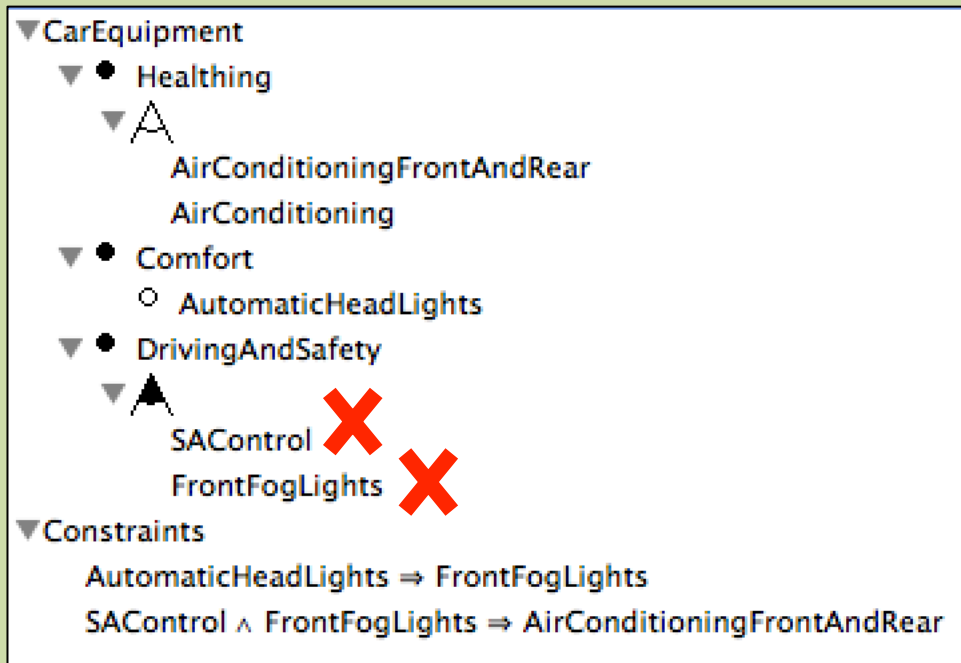 CarEquipment
Healthing
AirConditioningFrontAndRear
AirConditioning
Comfort
AutomaticHeadLights
DrivingAndSafety
SAControl
FrontFogLights
Constraints
AutomaticHeadLights ⇒ FrontFogLights
SAControl ∧ FrontFogLights ⇒ AirConditioningFrontAndRear